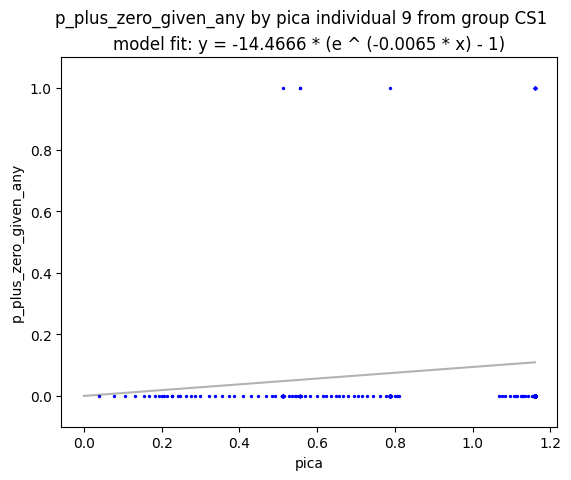 p_plus_zero_given_any by pica individual 9 from group CS1
model fit: y = -14.4666 * (e ^ (-0.0065 * x) - 1)
1.0
0.8
0.6
0.4
0.2
0.0
p_plus_zero_given_any
0.0 0.2 0.4 0.6 0.8 1.0 1.2
pica